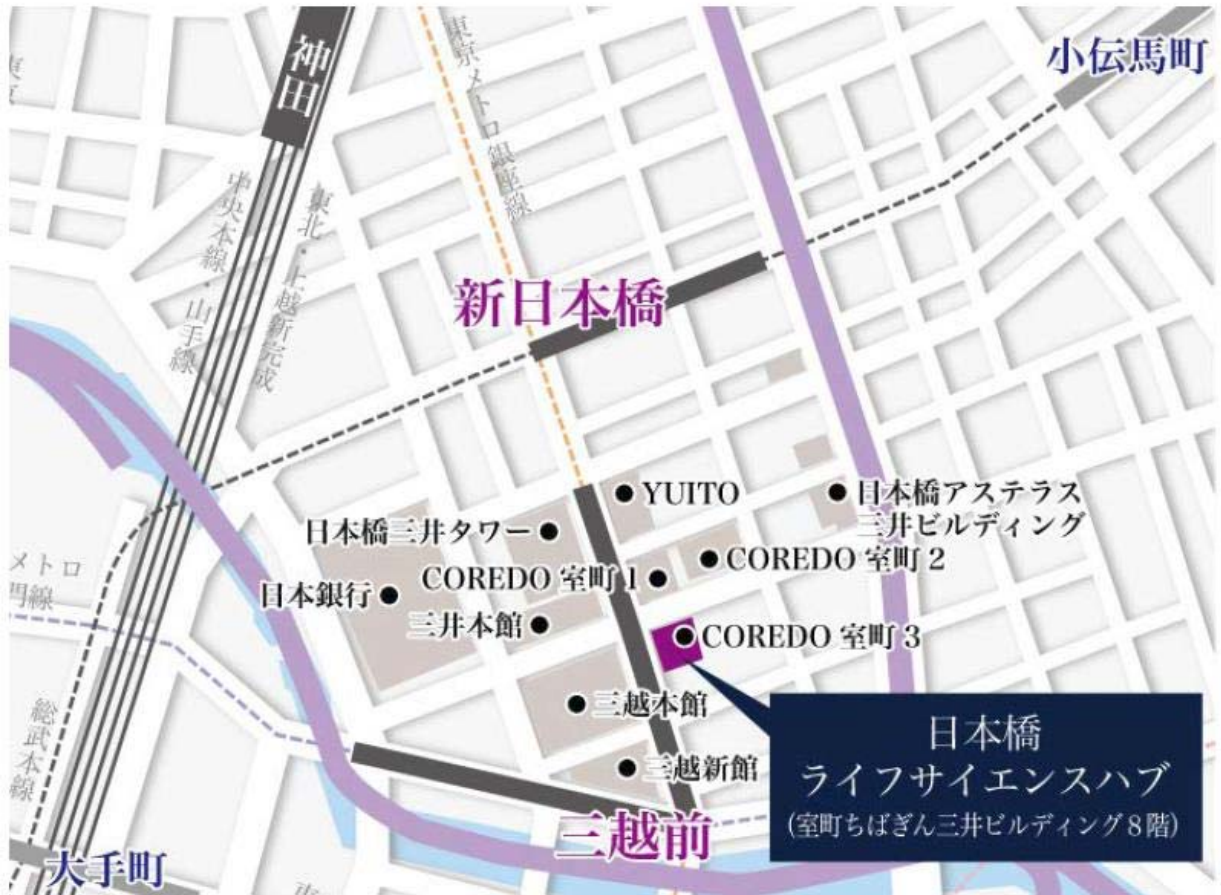 神田
小伝馬町
東京メトロ銀座線
中央本線・山手線
東北・上越新完成
新日本橋
YUITO
日本橋アステラス
三井ビルディング
日本橋三井タワー
COREDO 室町 2
COREDO 室町 1
日本銀行
三井本館
COREDO 室町 3
メトロ
門線
三越本館
総武本線
三越新館
日本橋
ライフサイエンスハブ
(室町ちばぎん三井ビルディング8階)
三越前
大手町